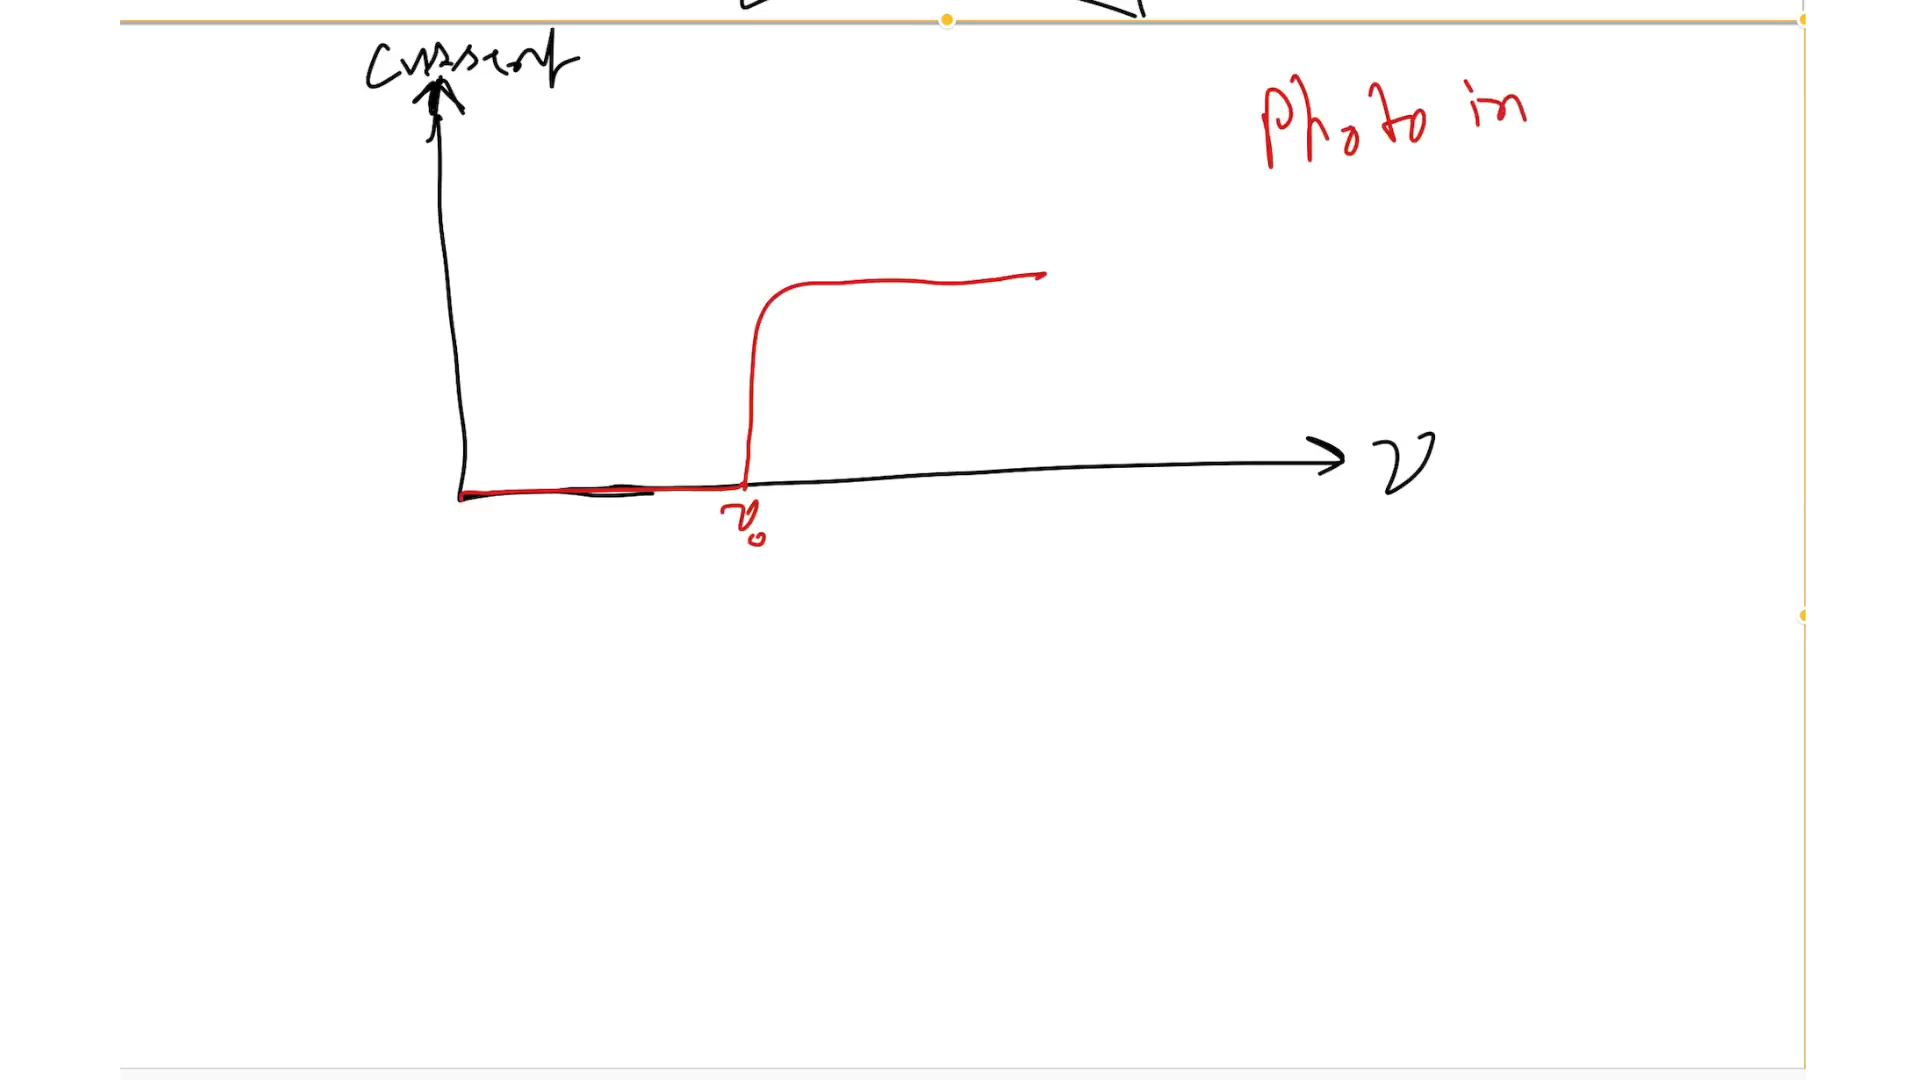 Current
Photo in
ν
ν₀